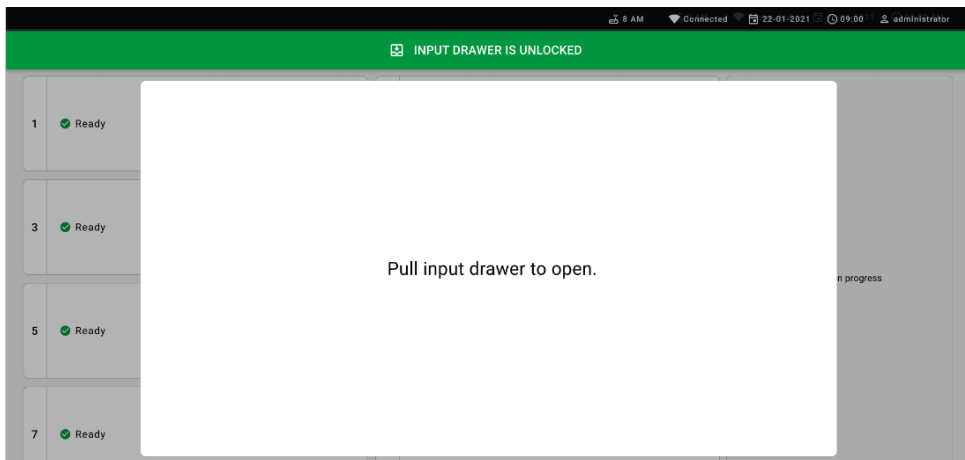 8 AM Connected 22-01-2021 09:00 administrator
INPUT DRAWER IS UNLOCKED
1 Ready
3 Ready
Pull input drawer to open.
n progress
5 Ready
7 Ready